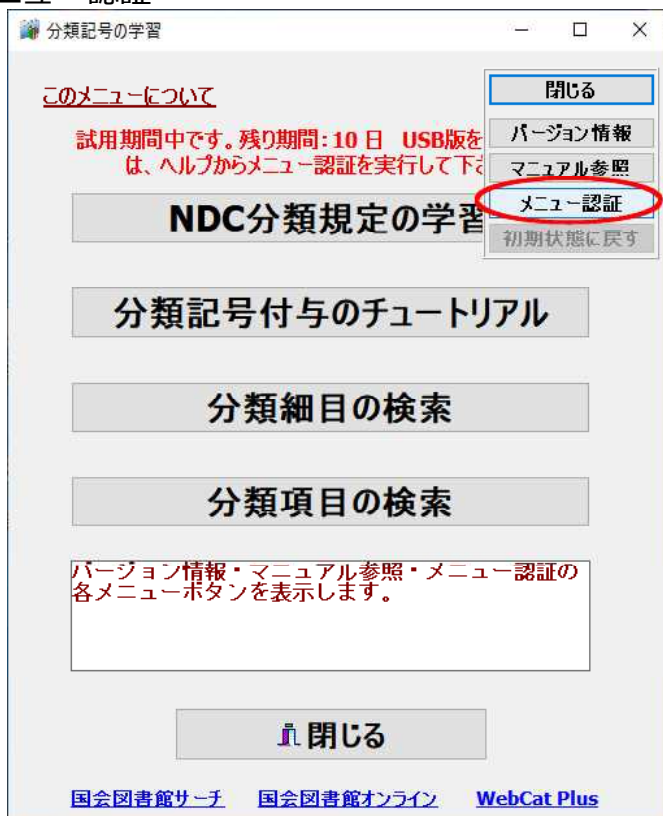 分類記号の学習
このメニューについて
閉じる
試用期間中です。残り期間:10 日 USB版を
バージョン情報
は、ヘルプからメニュー認証を実行して下さ
マニュアル参照
メニュー認証
NDC分類規定の学習
初期状態に戻す
分類記号付与のチュートリアル
分類細目の検索
分類項目の検索
バージョン情報・マニュアル参照・メニュー認証の
各メニューボタンを表示します。
閉じる
国会図書館サーチ 国会図書館オンライン WebCat Plus